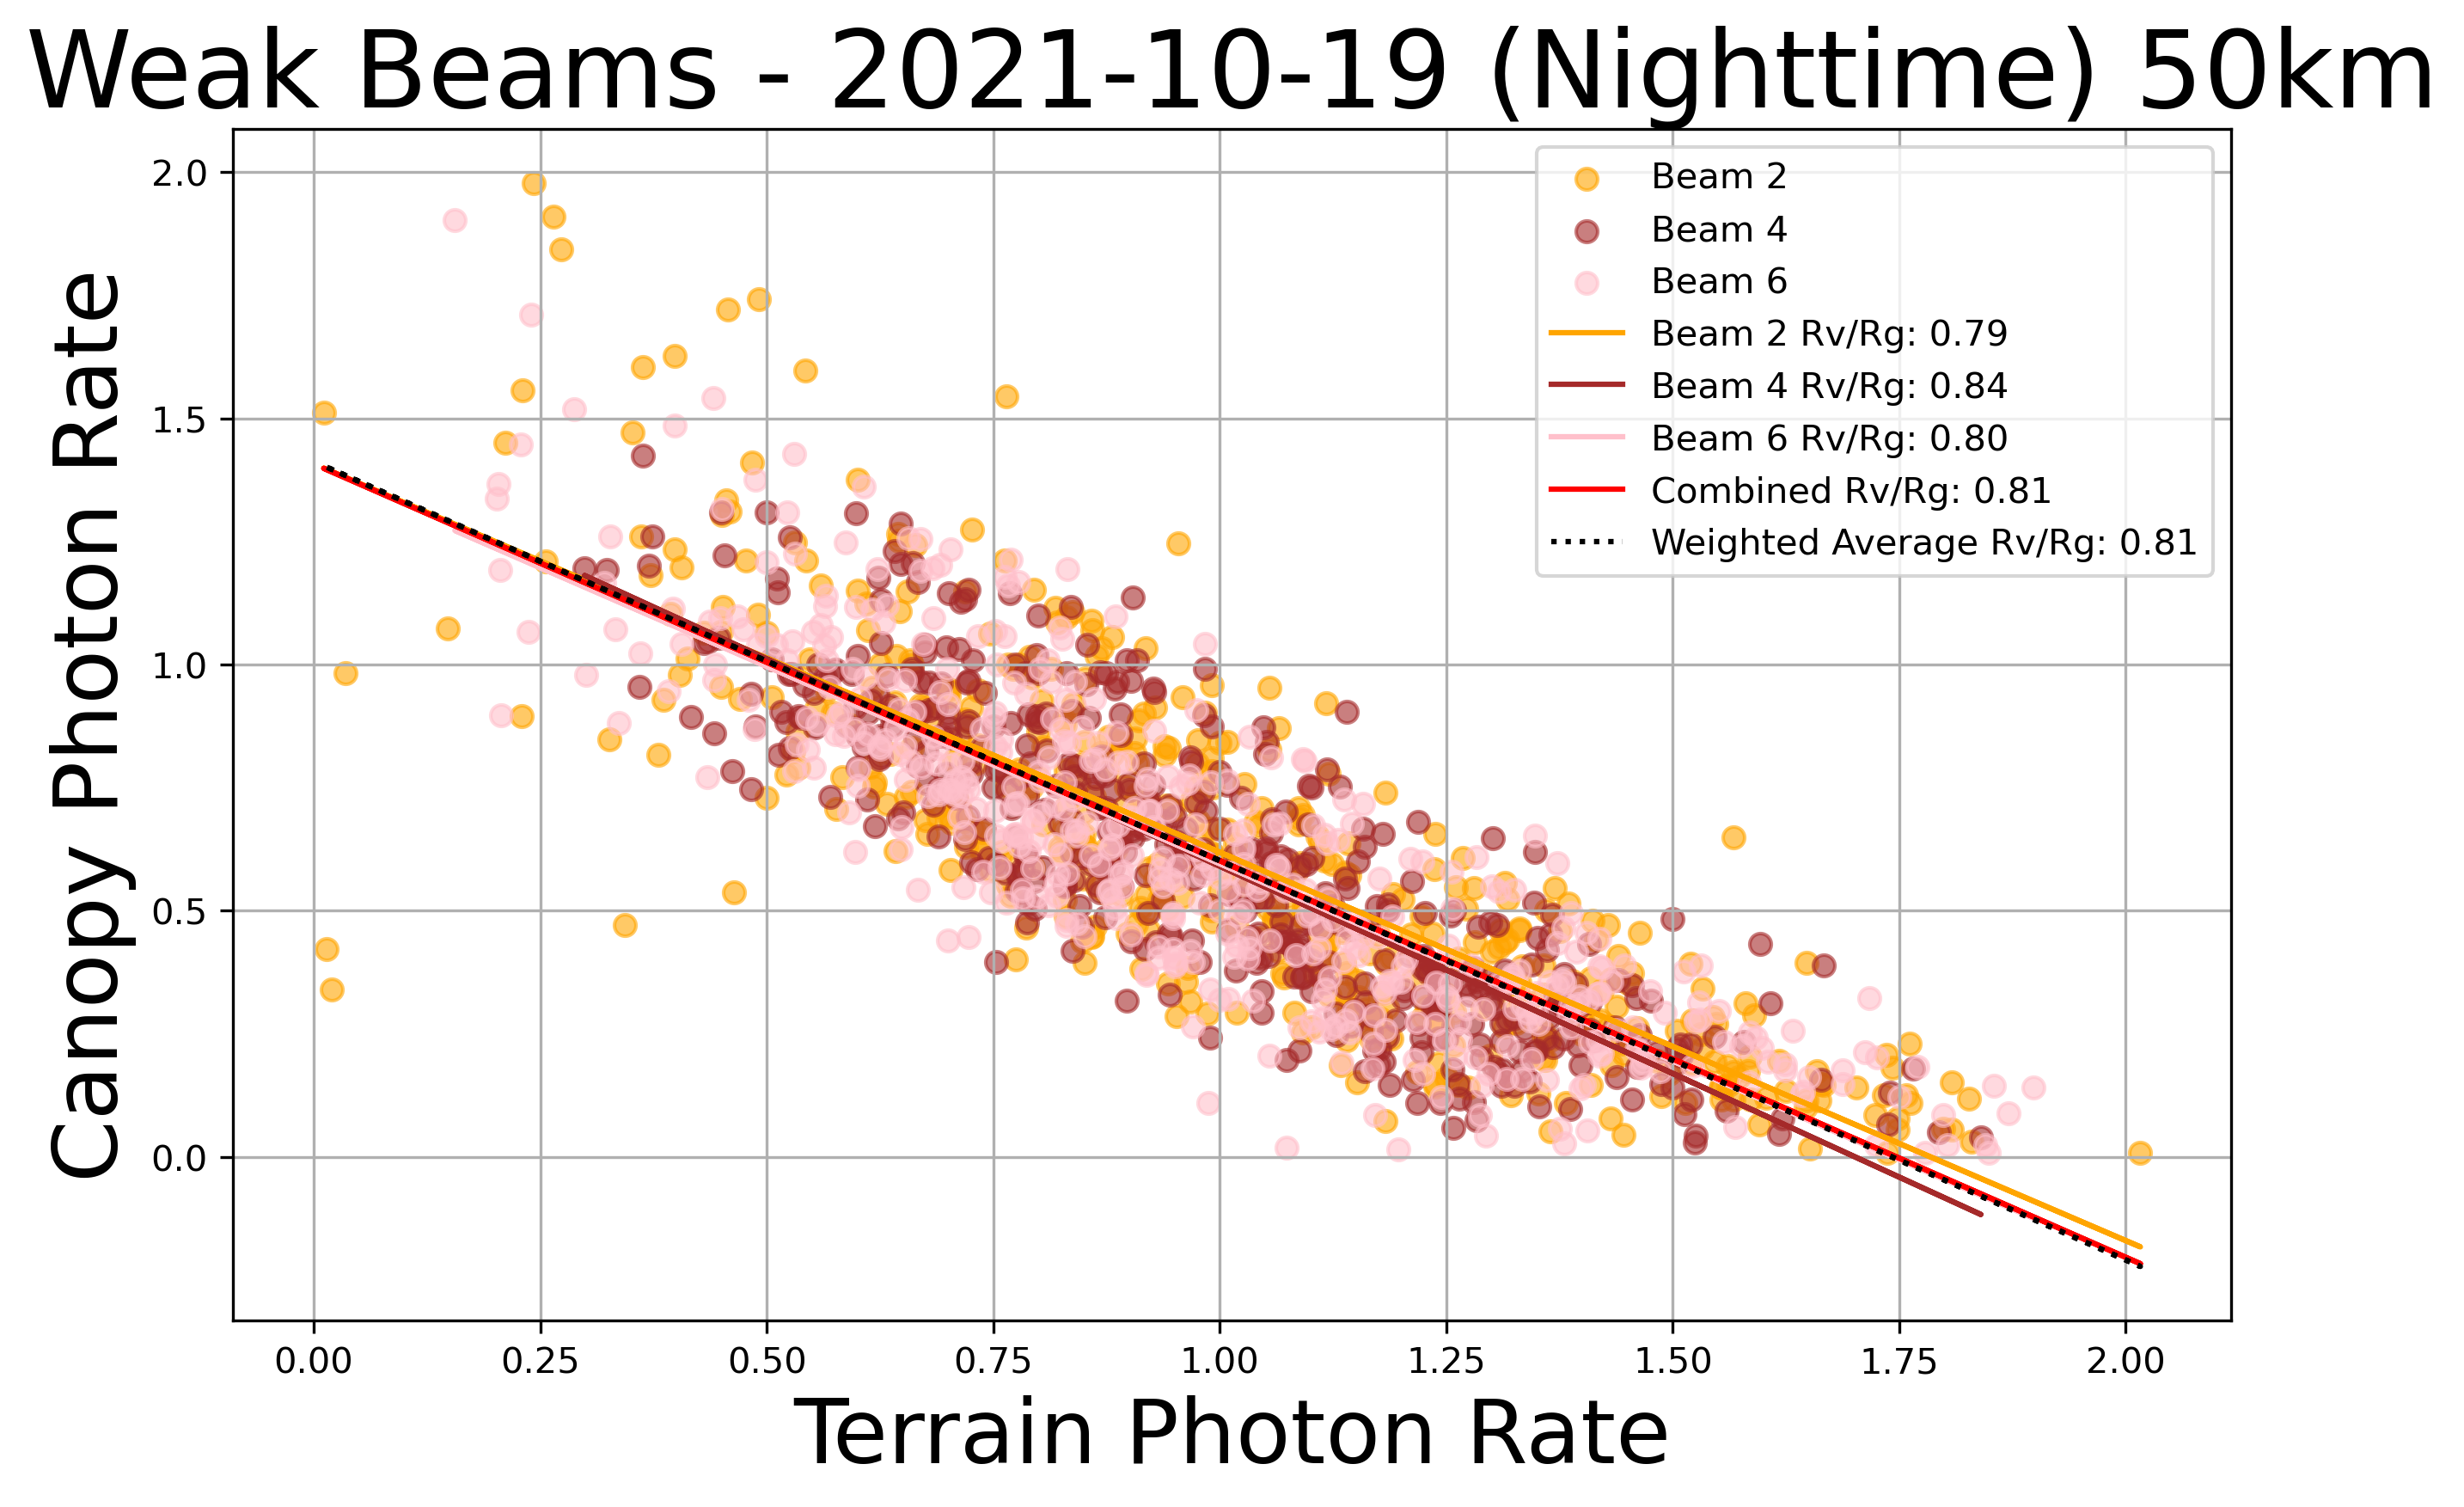 Weak Beams - 2021-10-19 (Nighttime) 50km
Canopy Photon Rate
2.0
1.5
1.0
0.5
0.0
Beam 2
Beam 4
Beam 6
Beam 2 Rv/Rg: 0.79
Beam 4 Rv/Rg: 0.84
Beam 6 Rv/Rg: 0.80
Combined Rv/Rg: 0.81
Weighted Average Rv/Rg: 0.81
0.00 0.25 0.50 0.75 1.00 1.25 1.50 1.75 2.00
Terrain Photon Rate